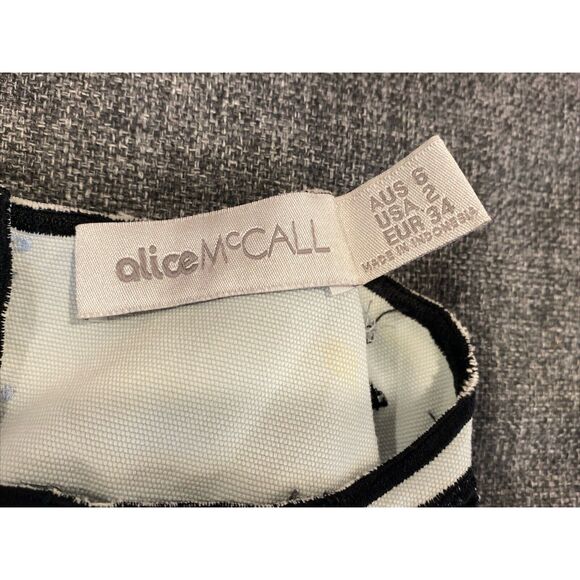 aliceMcCALL
AUS 6
USA 2
EUR 34
MADE IN INDONESIA